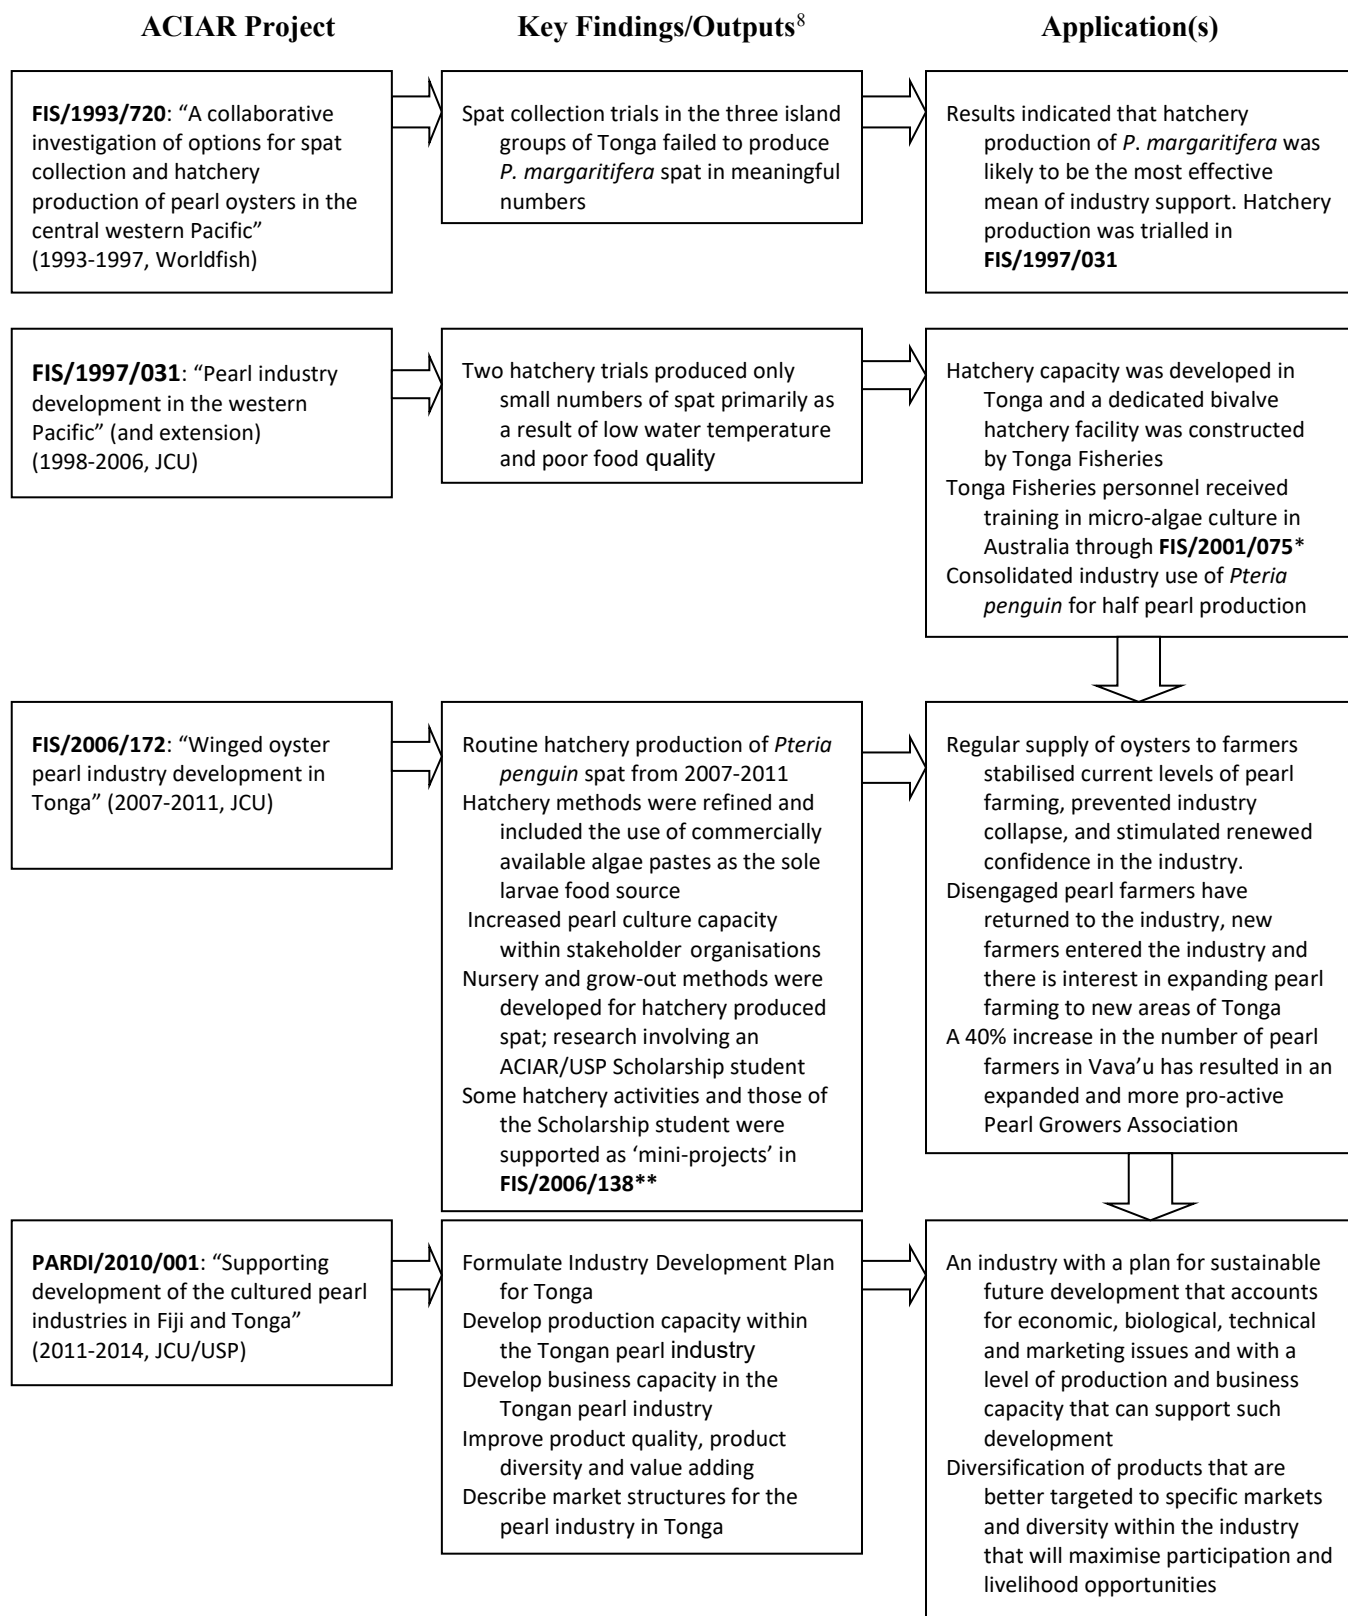 ACIAR Project
Key Findings/Outputs8
Application(s)
FIS/1993/720: “A collaborative
investigation of options for spat
collection and hatchery
production of pearl oysters in the
central western Pacific”
(1993-1997, Worldfish)
Spat collection trials in the three island
groups of Tonga failed to produce
P. margaritifera spat in meaningful
numbers
Results indicated that hatchery
production of P. margaritifera was
likely to be the most effective
mean of industry support. Hatchery
production was trialled in
FIS/1997/031
FIS/1997/031: “Pearl industry
development in the western
Pacific” (and extension)
(1998-2006, JCU)
Two hatchery trials produced only
small numbers of spat primarily as
a result of low water temperature
and poor food quality
Hatchery capacity was developed in
Tonga and a dedicated bivalve
hatchery facility was constructed
by Tonga Fisheries
Tonga Fisheries personnel received
training in micro-algae culture in
Australia through FIS/2001/075*
Consolidated industry use of Pteria
penguin for half pearl production
FIS/2006/172: “Winged oyster
pearl industry development in
Tonga” (2007-2011, JCU)
Routine hatchery production of Pteria
penguin spat from 2007-2011
Hatchery methods were refined and
included the use of commercially
available algae pastes as the sole
larvae food source
Increased pearl culture capacity
within stakeholder organisations
Nursery and grow-out methods were
developed for hatchery produced
spat; research involving an
ACIAR/USP Scholarship student
Some hatchery activities and those of
the Scholarship student were
supported as ‘mini-projects’ in
FIS/2006/138**
Regular supply of oysters to farmers
stabilised current levels of pearl
farming, prevented industry
collapse, and stimulated renewed
confidence in the industry.
Disengaged pearl farmers have
returned to the industry, new
farmers entered the industry and
there is interest in expanding pearl
farming to new areas of Tonga
A 40% increase in the number of pearl
farmers in Vava’u has resulted in an
expanded and more pro-active
Pearl Growers Association
PARDI/2010/001: “Supporting
development of the cultured pearl
industries in Fiji and Tonga”
(2011-2014, JCU/USP)
Formulate Industry Development Plan
for Tonga
Develop production capacity within
the Tongan pearl industry
Develop business capacity in the
Tongan pearl industry
Improve product quality, product
diversity and value adding
Describe market structures for the
pearl industry in Tonga
An industry with a plan for sustainable
future development that accounts
for economic, biological, technical
and marketing issues and with a
level of production and business
capacity that can support such
development
Diversification of products that are
better targeted to specific markets
and diversity within the industry
that will maximise participation and
livelihood opportunities